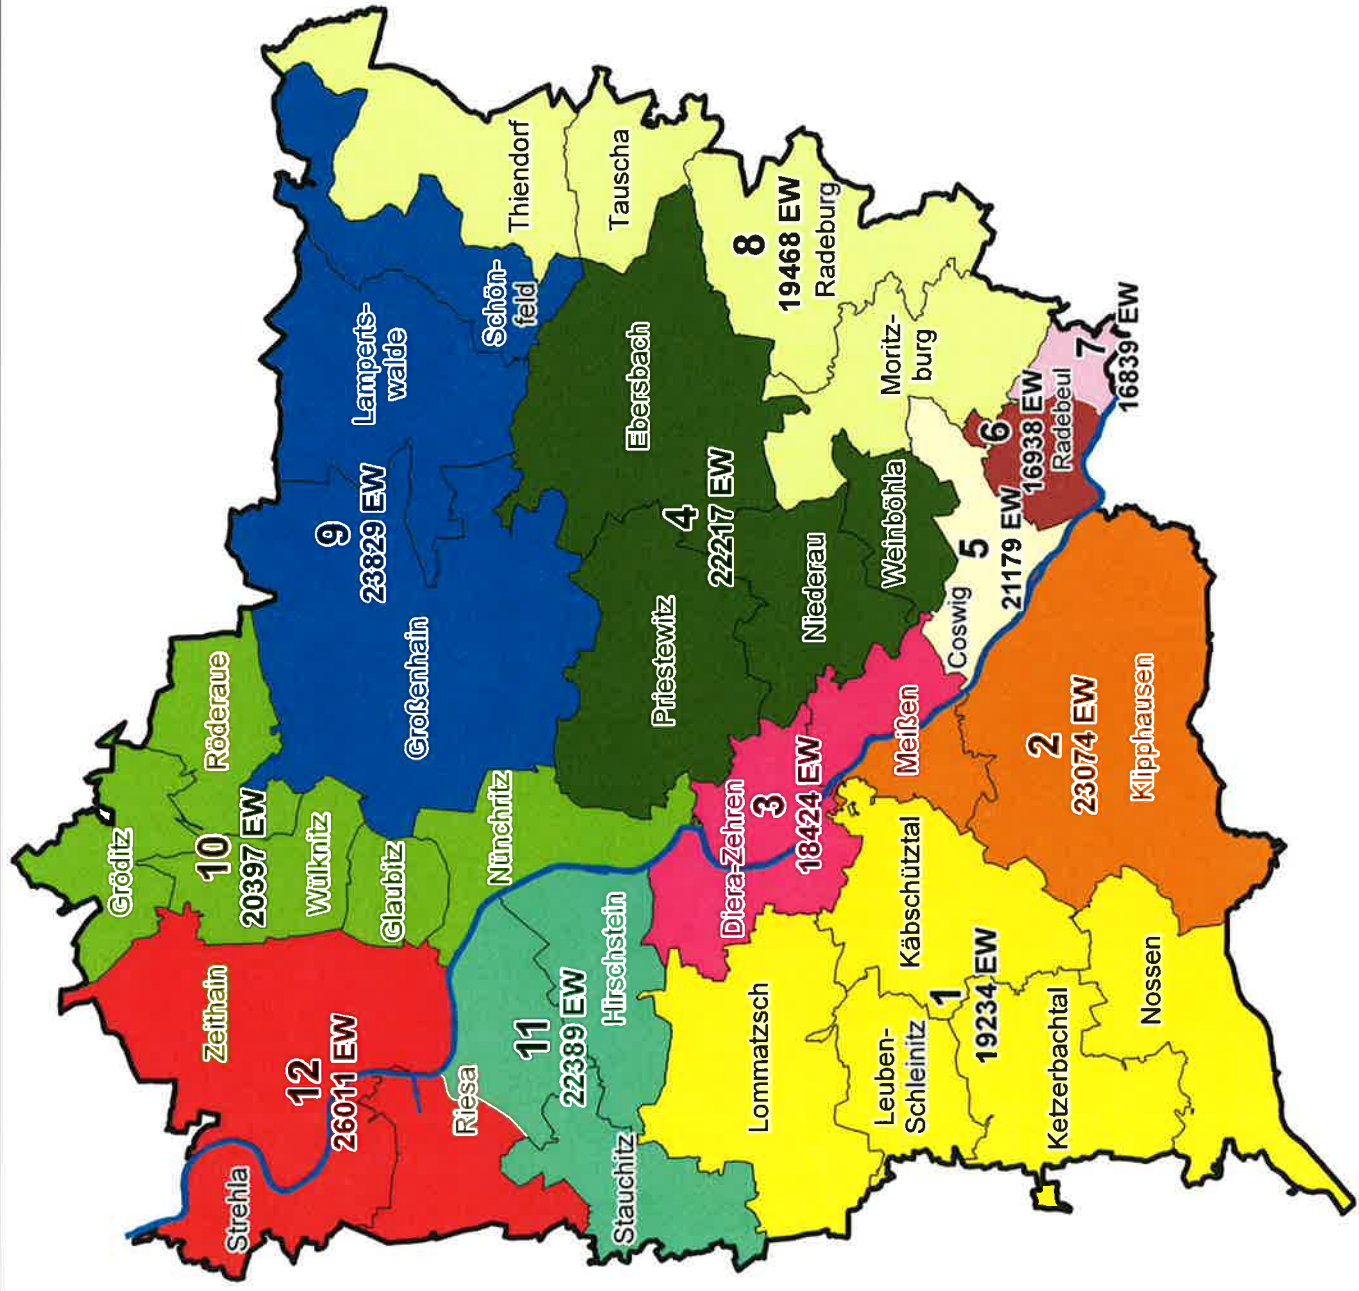 Strehla
Zeithain
12
26011 EW
Riesa
Gröditz
Röderaue
10
20397 EW
Wülknitz
Glaubitz
Nünchritz
9
23829 EW
Großenhain
Lamperts-
walde
Schön-
feld
Thiendorf
Tauscha
8
19468 EW
Radeburg
Moritz-
burg
Ebersbach
4
22217 EW
Priestewitz
Niederau
Weinböhla
11
22389 EW
Hirschstein
Stauchitz
Diera-Zehren
3
18424 EW
Meißen
Coswig
5
21179 EW
6
16938 EW
Radebeul
7
16839 EW
2
23074 EW
Klipphausen
Lommatzsch
Leuben-
Schleinitz
Käbschütztal
1
19234 EW
Ketzerbachtal
Nossen